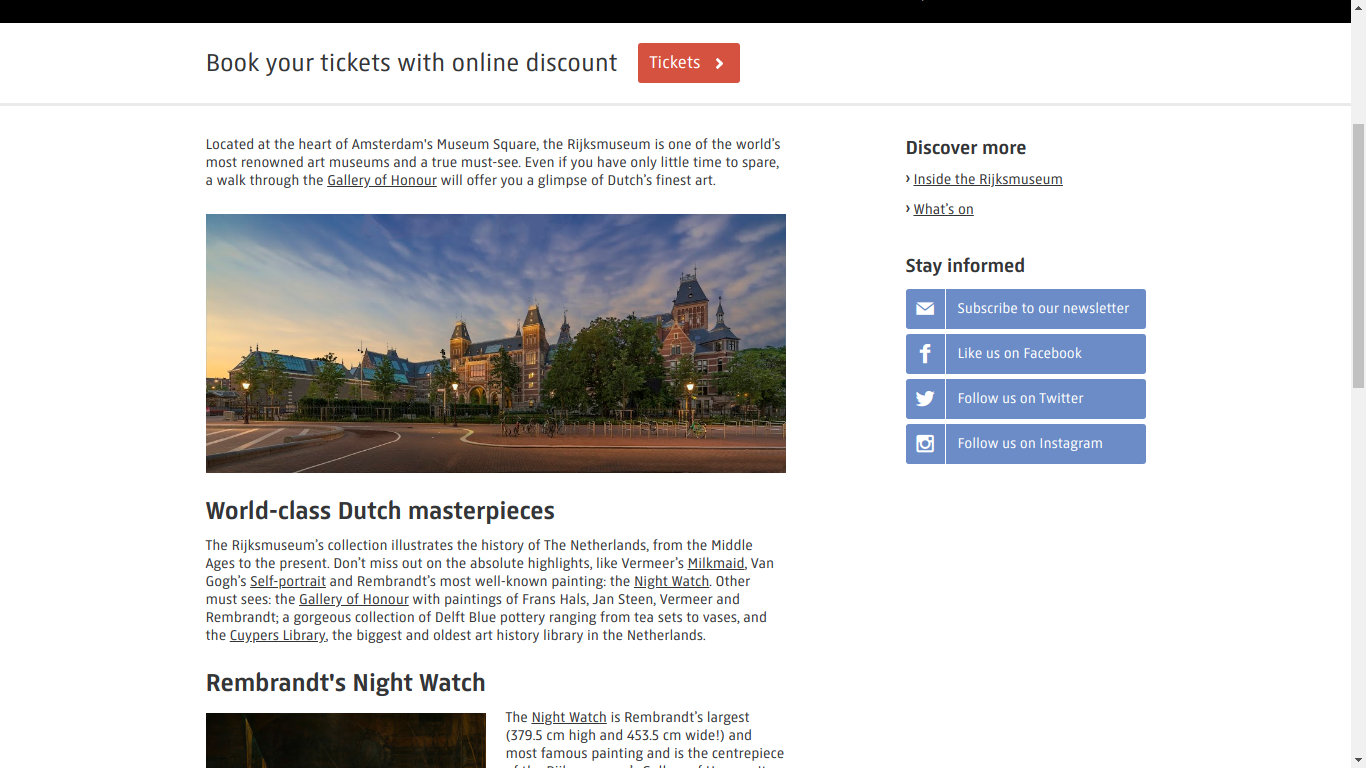 Book your tickets with online discount
Tickets
Located at the heart of Amsterdam's Museum Square, the Rijksmuseum is one of the world’s
most renowned art museums and a true must-see. Even if you have only little time to spare,
a walk through the Gallery of Honour will offer you a glimpse of Dutch’s finest art.
World-class Dutch masterpieces
The Rijksmuseum’s collection illustrates the history of The Netherlands, from the Middle
Ages to the present. Don’t miss out on the absolute highlights, like Vermeer’s Milkmaid, Van
Gogh’s Self-portrait and Rembrandt’s most well-known painting: the Night Watch. Other
must sees: the Gallery of Honour with paintings of Frans Hals, Jan Steen, Vermeer and
Rembrandt; a gorgeous collection of Delft Blue pottery ranging from tea sets to vases, and
the Cuypers Library, the biggest and oldest art history library in the Netherlands.
Rembrandt's Night Watch
The Night Watch is Rembrandt’s largest
(379.5 cm high and 453.5 cm wide!) and
most famous painting and is the centrepiece
Discover more
› Inside the Rijksmuseum
› What’s on
Stay informed
Subscribe to our newsletter
Like us on Facebook
Follow us on Twitter
Follow us on Instagram